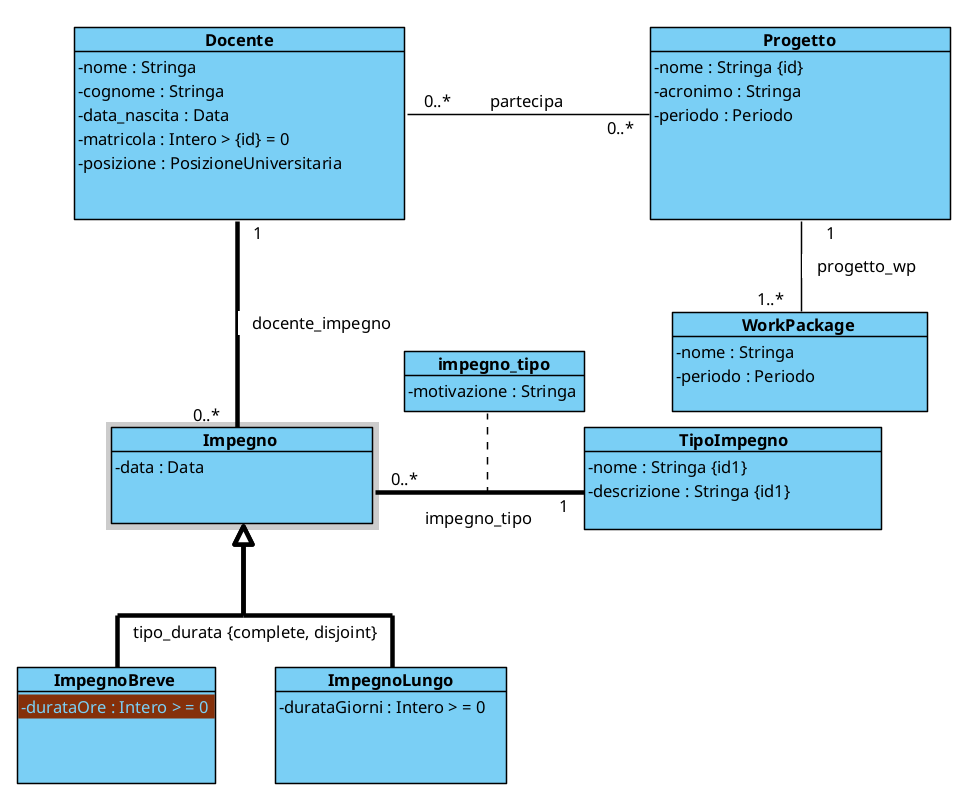 Docente
-nome : Stringa
-cognome : Stringa
-data_nascita : Data
-matricola : Intero > {id} = 0
-posizione : PosizioneUniversitaria
0..* partecipa
0..*
Progetto
-nome : Stringa {id}
-acronimo : Stringa
-periodo : Periodo
1
docente_impegno
0..*
1
progetto_wp
1..*
WorkPackage
-nome : Stringa
-periodo : Periodo
impegno_tipo
-motivazione : Stringa
Impegno
-data : Data
0..*
1
impegno_tipo
TipoImpegno
-nome : Stringa {id1}
-descrizione : Stringa {id1}
tipo_durata {complete, disjoint}
ImpegnoBreve
-durataOre : Intero > = 0
ImpegnoLungo
-durataGiorni : Intero > = 0